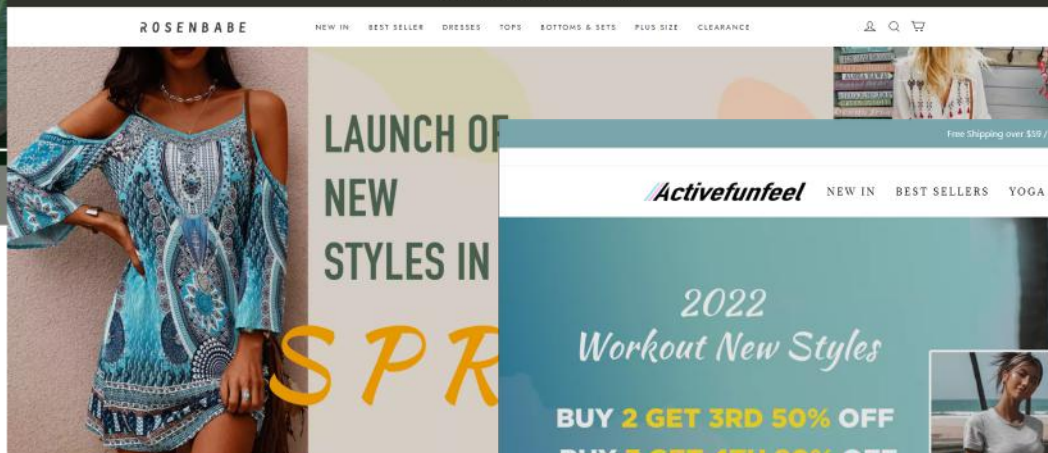 ROSENBABE
NEW IN BEST SELLER DRESSES TOPS BOTTOMS & SETS PLUS SIZE CLEARANCE
LAUNCH OF
NEW
STYLES IN
SPR
Free Shipping over $59 /
Activefunfeel
NEW IN BEST SELLERS YOGA
2022
Workout New Styles
BUY 2 GET 3RD 50% OFF